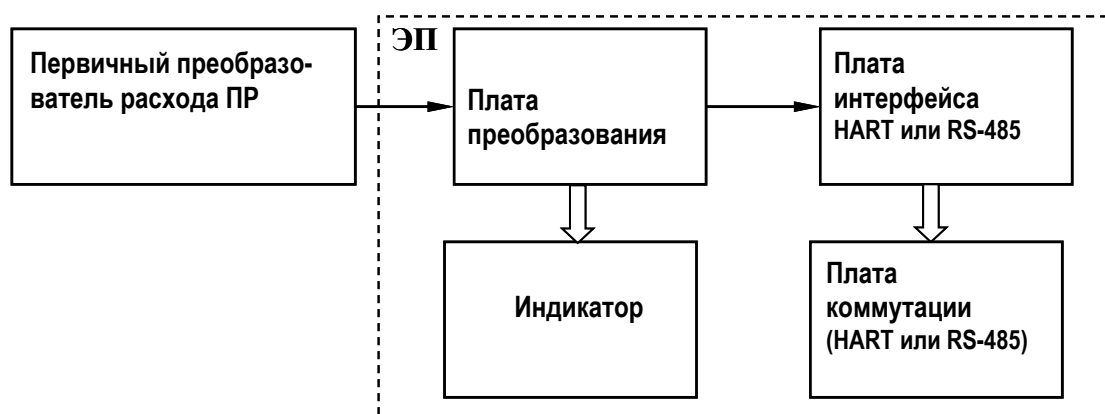 ЭП
Первичный преобразо-
ватель расхода ПР
Плата
преобразования
Плата
интерфейса
HART или RS-485
Индикатор
Плата
коммутации
(HART или RS-485)